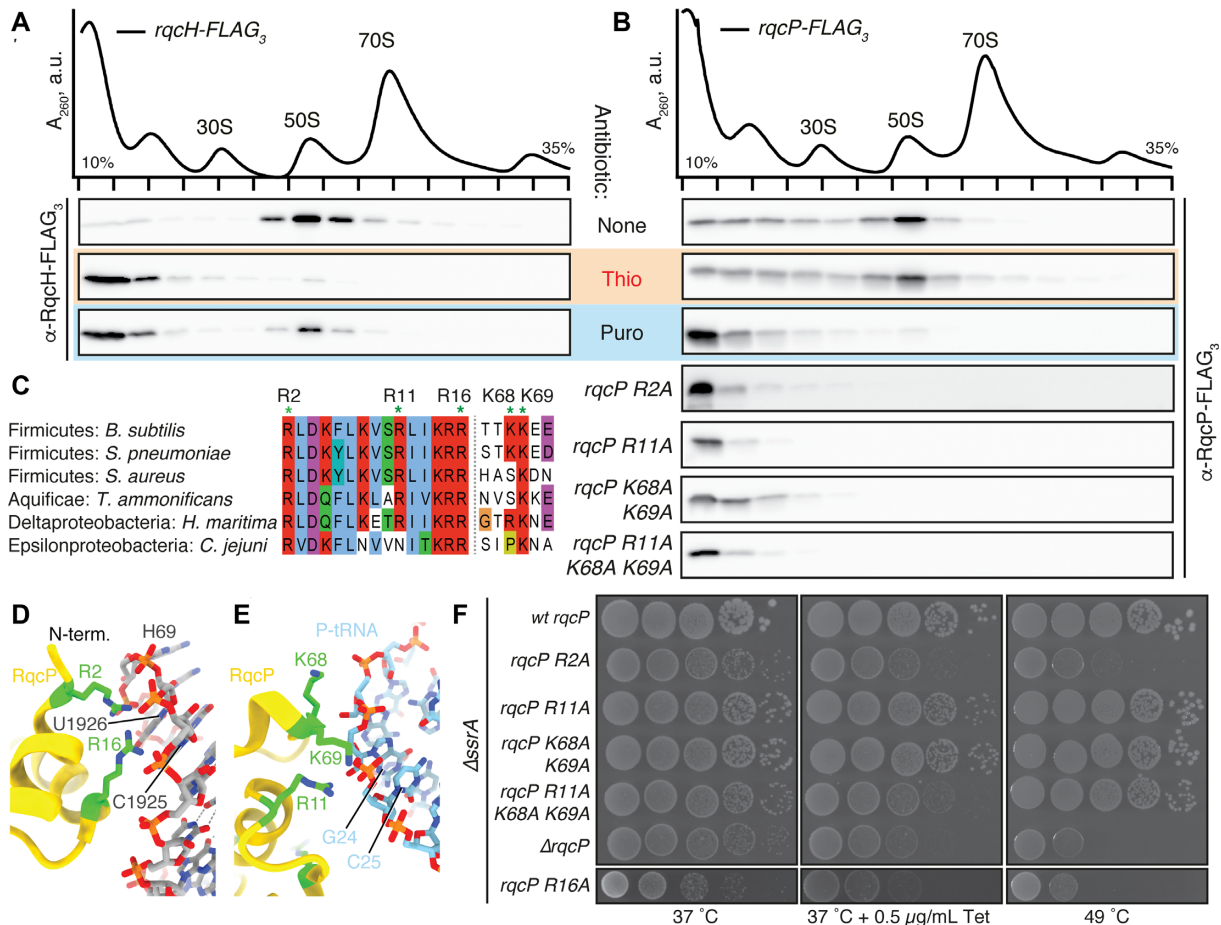 A
rqcH-FLAG3
A260, a.u.
30S
50S
70S
10%
35%
B
rqcP-FLAG3
A260, a.u.
30S
50S
70S
10%
35%
Antibiotic:
α-RqcH-FLAG3
None
Thio
Puro
rqcP R2A
rqcP R11A
rqcP K68A
K69A
rqcP R11A
K68A K69A
α-RqcP-FLAG3
C
R2 R11 R16 K68 K69
* * * * *
Firmicutes: B. subtilis RLDKFLKVSRLIKRR TTKKEE
Firmicutes: S. pneumoniae RLDKYLKVSRIIKRR STKKED
Firmicutes: S. aureus RLDKYLKVSRLIKRR HASKDN
Aquificae: T. ammonificans RLDQFLKLARIVKRR NVSKKE
Deltaproteobacteria: H. maritima RLDQFLKETRIIKRR GTRKNE
Epsilonproteobacteria: C. jejuni RVDKFLNVVNITKRR SIPKNA
D
N-term.
H69
RqcP
R2
U1926
R16
C1925
E
P-tRNA
K68
RqcP
K69
R11
G24
C25
F
ΔssrA
wt rqcP
rqcP R2A
rqcP R11A
rqcP K68A
K69A
rqcP R11A
K68A K69A
ΔrqcP
rqcP R16A
37 ˚C
37 ˚C + 0.5 µg/mL Tet
49 ˚C